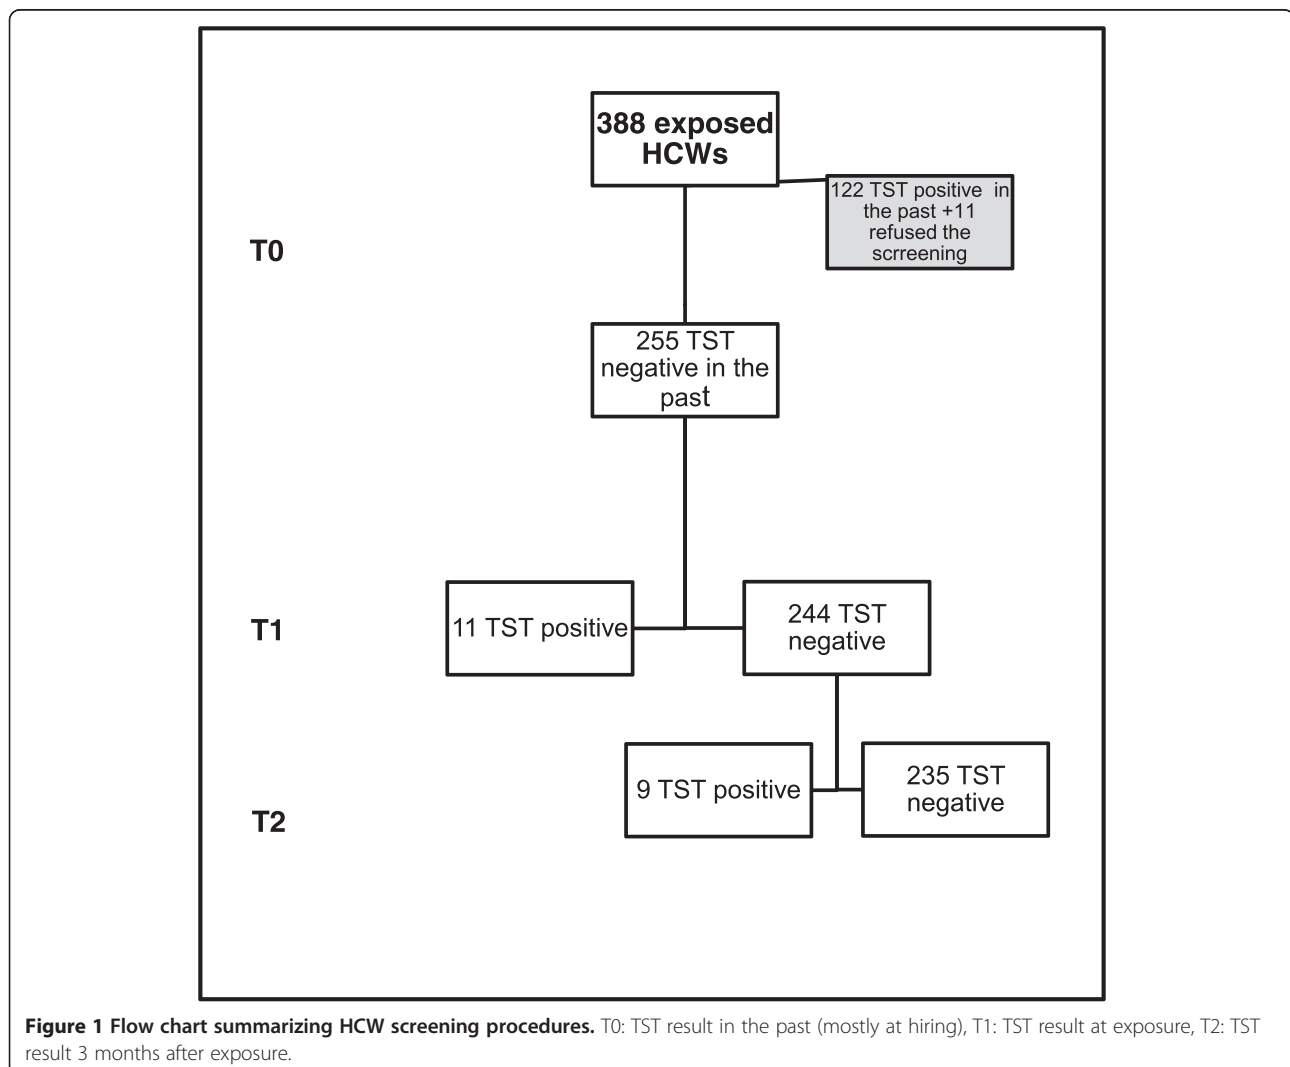 388 exposed
HCWs
122 TST positive in
the past +11
refused the
scrreening
T0
255 TST
negative in the
past
T1
11 TST positive
244 TST
negative
T2
9 TST positive
235 TST
negative
Figure 1 Flow chart summarizing HCW screening procedures. T0: TST result in the past (mostly at hiring), T1: TST result at exposure, T2: TST
result 3 months after exposure.